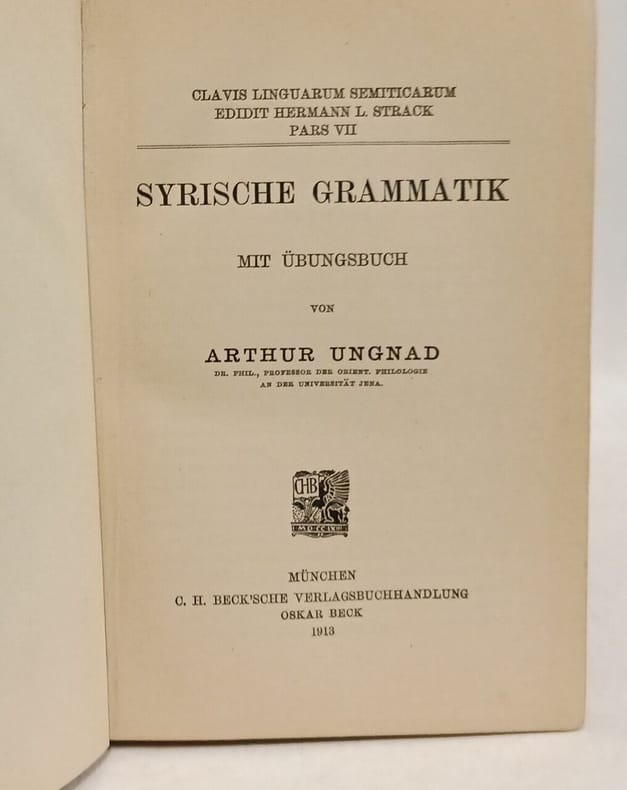 CLAVIS LINGUARUM SEMITICARUM
EDIDIT HERMANN L. STRACK
PARS VII
SYRISCHE GRAMMATIK
MIT ÜBUNGSBUCH
VON
ARTHUR UNGNAD
DR. PHIL., PROFESSOR DER ORIENT. PHILOLOGIE
AN DER UNIVERSITÄT JENA.
CHB
MDCCLXIII
MÜNCHEN
C. H. BECK'SCHE VERLAGSBUCHHANDLUNG
OSKAR BECK
1913